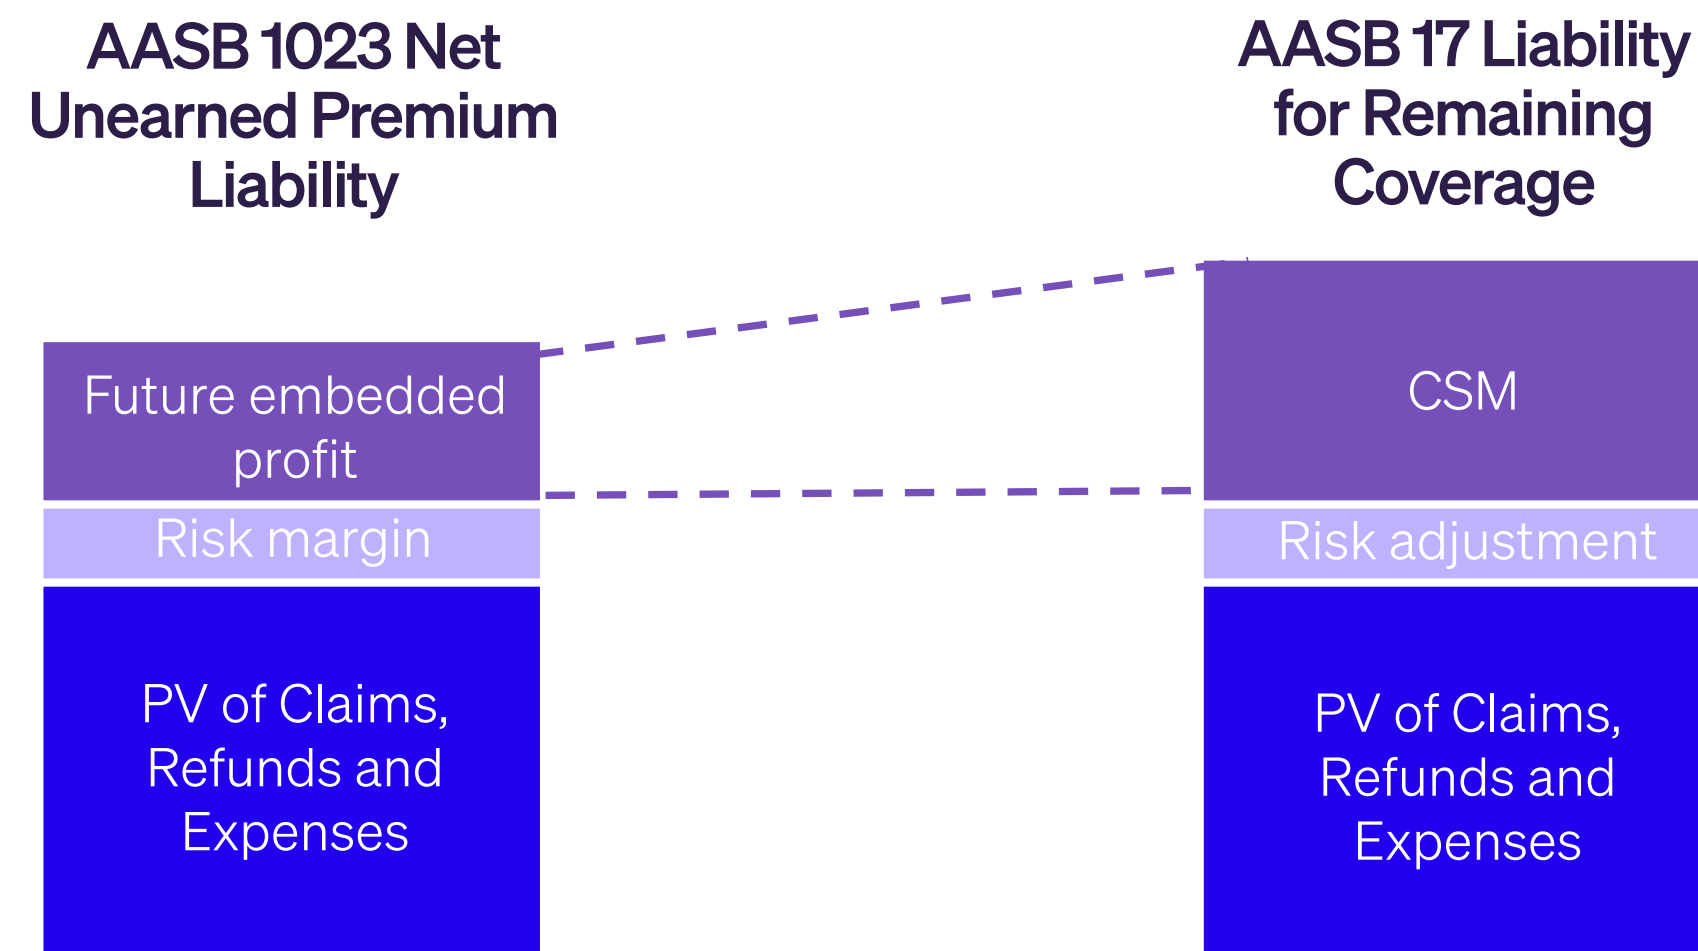 AASB 1023 Net
Unearned Premium
Liability
AASB 17 Liability
for Remaining
Coverage
Future embedded
profit
Risk margin
PV of Claims,
Refunds and
Expenses
CSM
Risk adjustment
PV of Claims,
Refunds and
Expenses